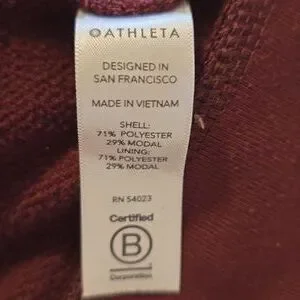 ATHLETA
DESIGNED IN
SAN FRANCISCO
MADE IN VIETNAM
SHELL:
71% POLYESTER
29% MODAL
LINING:
71% POLYESTER
29% MODAL
RN 54023
Certified
B
Corporation